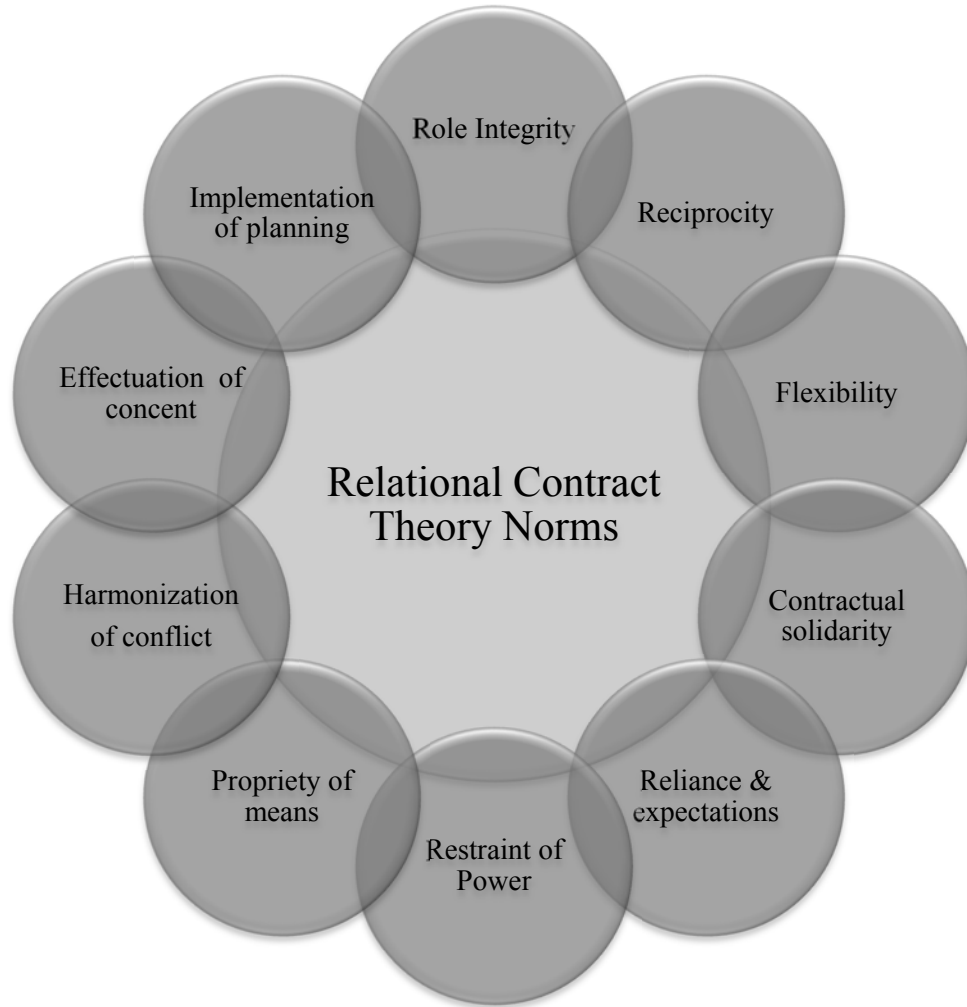 Role Integrity
Reciprocity
Flexibility
Contractual
solidarity
Reliance &
expectations
Restraint of
Power
Propriety of
means
Harmonization
of conflict
Effectuation of
concent
Implementation
of planning
Relational Contract
Theory Norms